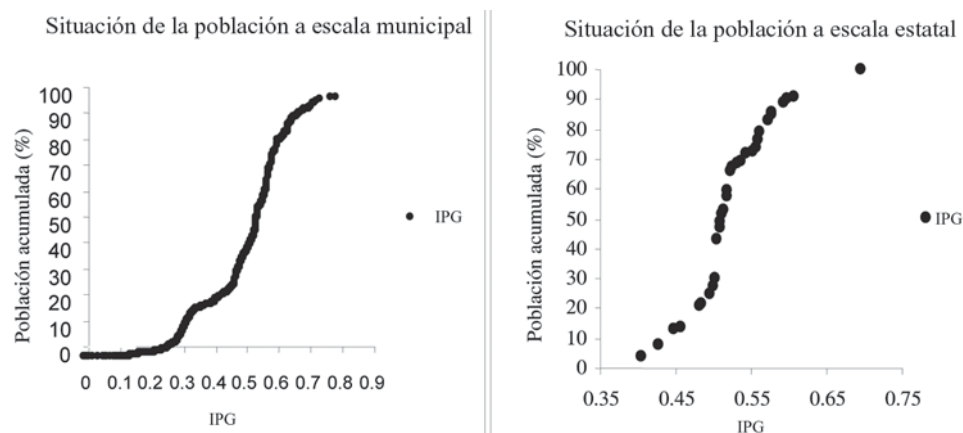 Situación de la población a escala municipal
Población acumulada (%)
100
90
80
70
60
50
40
30
20
10
0
0 0.1 0.2 0.3 0.4 0.5 0.6 0.7 0.8 0.9
IPG
IPG
Situación de la población a escala estatal
Población acumulada (%)
100
90
80
70
60
50
40
30
20
10
0
0.35 0.45 0.55 0.65 0.75
IPG
IPG